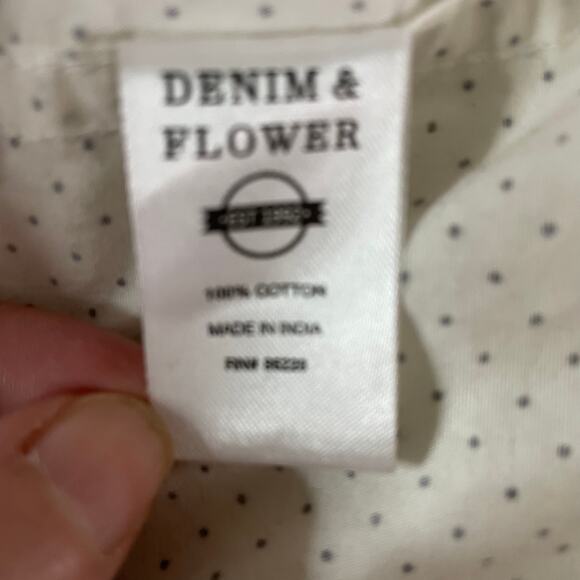 DENIM &
FLOWER
100% COTTON
MADE IN INDIA
RN#